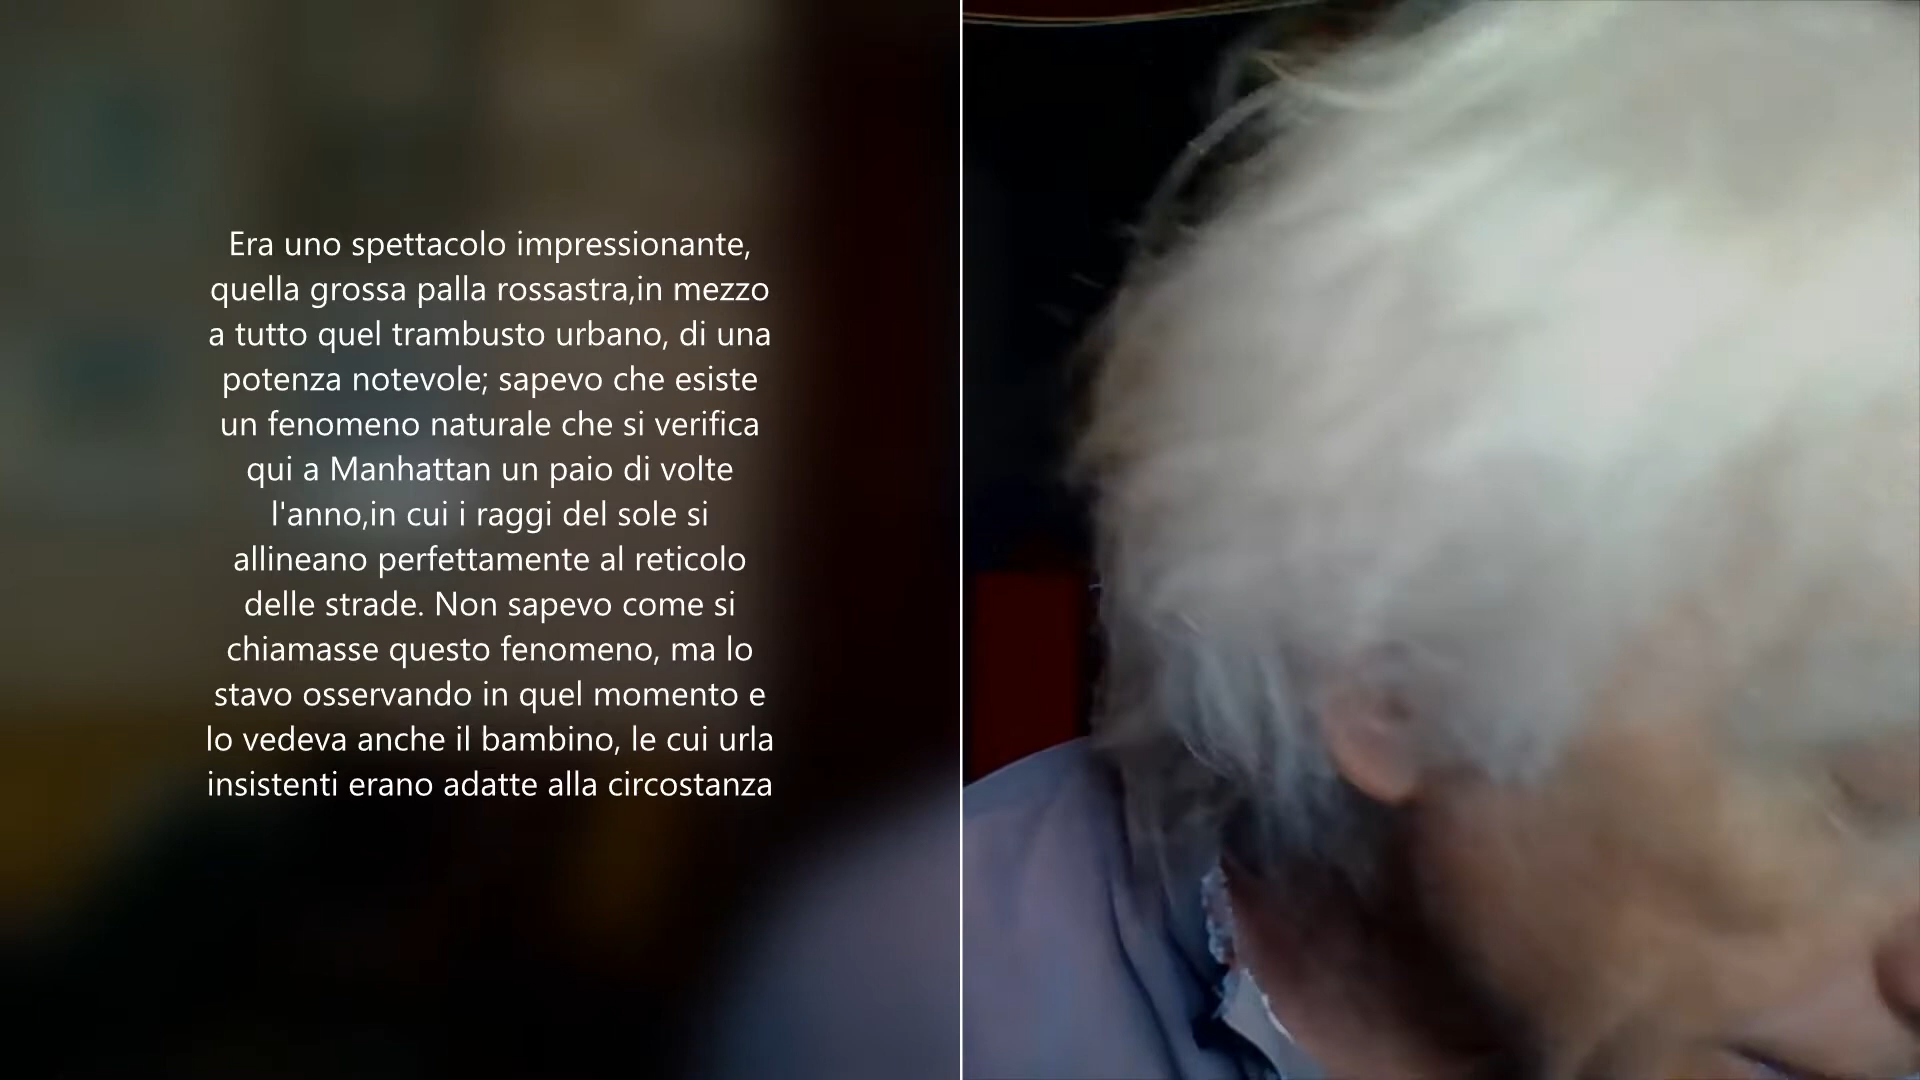 Era uno spettacolo impressionante,
quella grossa palla rossastra,in mezzo
a tutto quel trambusto urbano, di una
potenza notevole; sapevo che esiste
un fenomeno naturale che si verifica
qui a Manhattan un paio di volte
l'anno,in cui i raggi del sole si
allineano perfettamente al reticolo
delle strade. Non sapevo come si
chiamasse questo fenomeno, ma lo
stavo osservando in quel momento e
lo vedeva anche il bambino, le cui urla
insistenti erano adatte alla circostanza